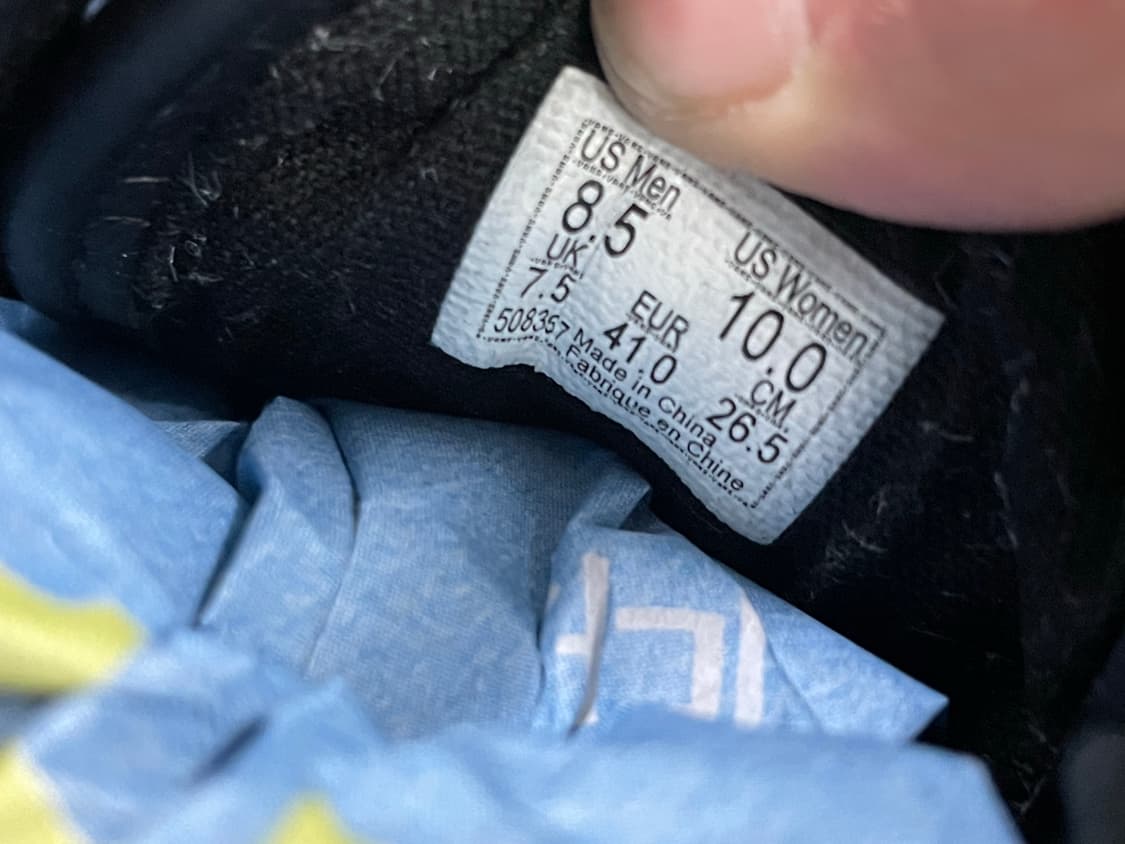 US Men
8.5
US Women
10.0
UK
7.5
EUR
41.0
CM
26.5
508357 Made in China
Fabrique en Chine